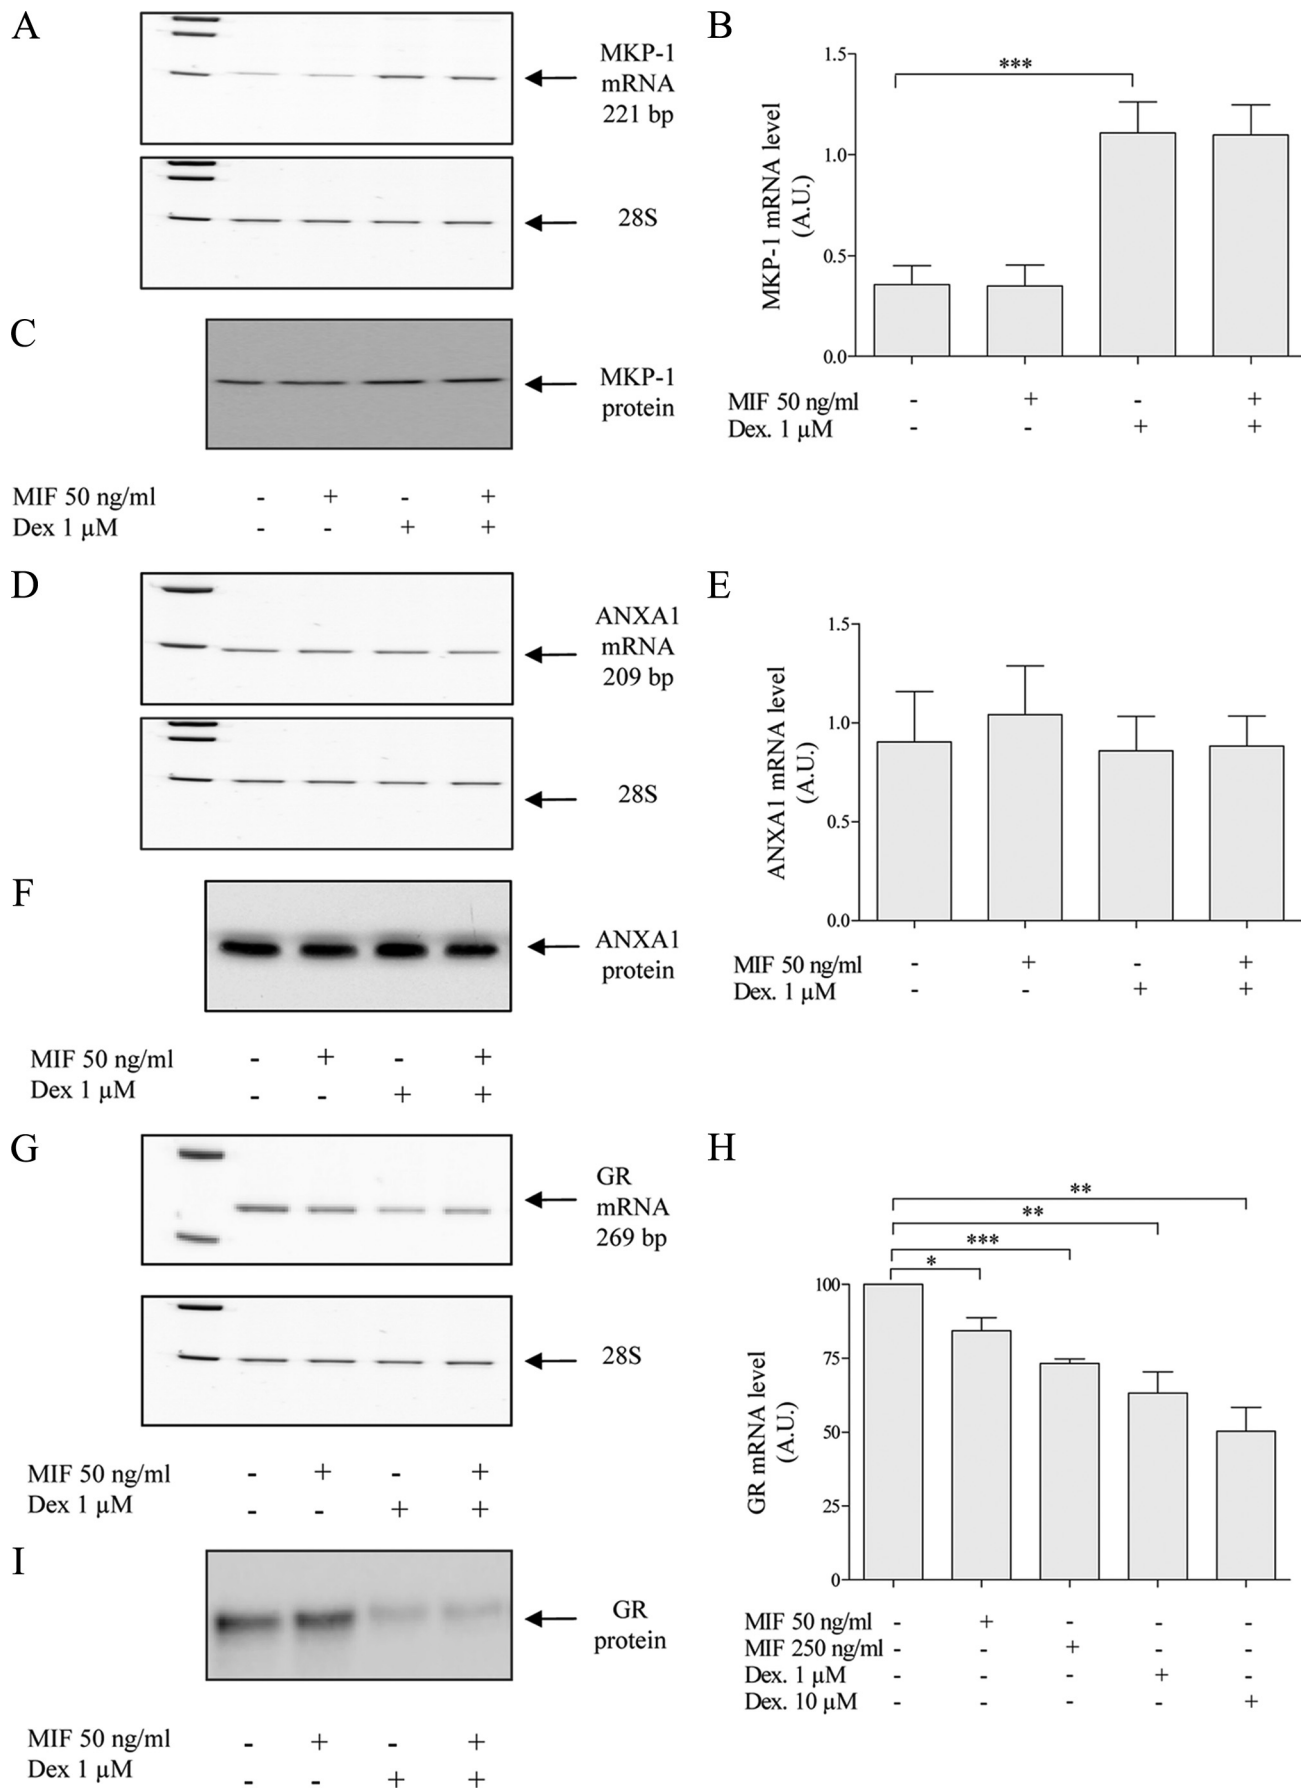 A
MKP-1
mRNA
221 bp
28S
B
***
1.5
1.0
0.5
0.0
MKP-1 mRNA level
(A.U.)
MIF 50 ng/ml - + - +
Dex. 1 µM - - + +
C
MKP-1
protein
MIF 50 ng/ml - + - +
Dex 1 µM - - + +
D
ANXA1
mRNA
209 bp
28S
E
1.5
1.0
0.5
0.0
ANXA1 mRNA level
(A.U.)
MIF 50 ng/ml - + - +
Dex. 1 µM - - + +
F
ANXA1
protein
MIF 50 ng/ml - + - +
Dex 1 µM - - + +
G
GR
mRNA
269 bp
28S
MIF 50 ng/ml - + - +
Dex 1 µM - - + +
H
**
**
***
*
100
75
50
25
0
GR mRNA level
(A.U.)
MIF 50 ng/ml - + - - -
MIF 250 ng/ml - - + - -
Dex. 1 µM - - - + -
Dex. 10 µM - - - - +
I
GR
protein
MIF 50 ng/ml - + - +
Dex 1 µM - - + +